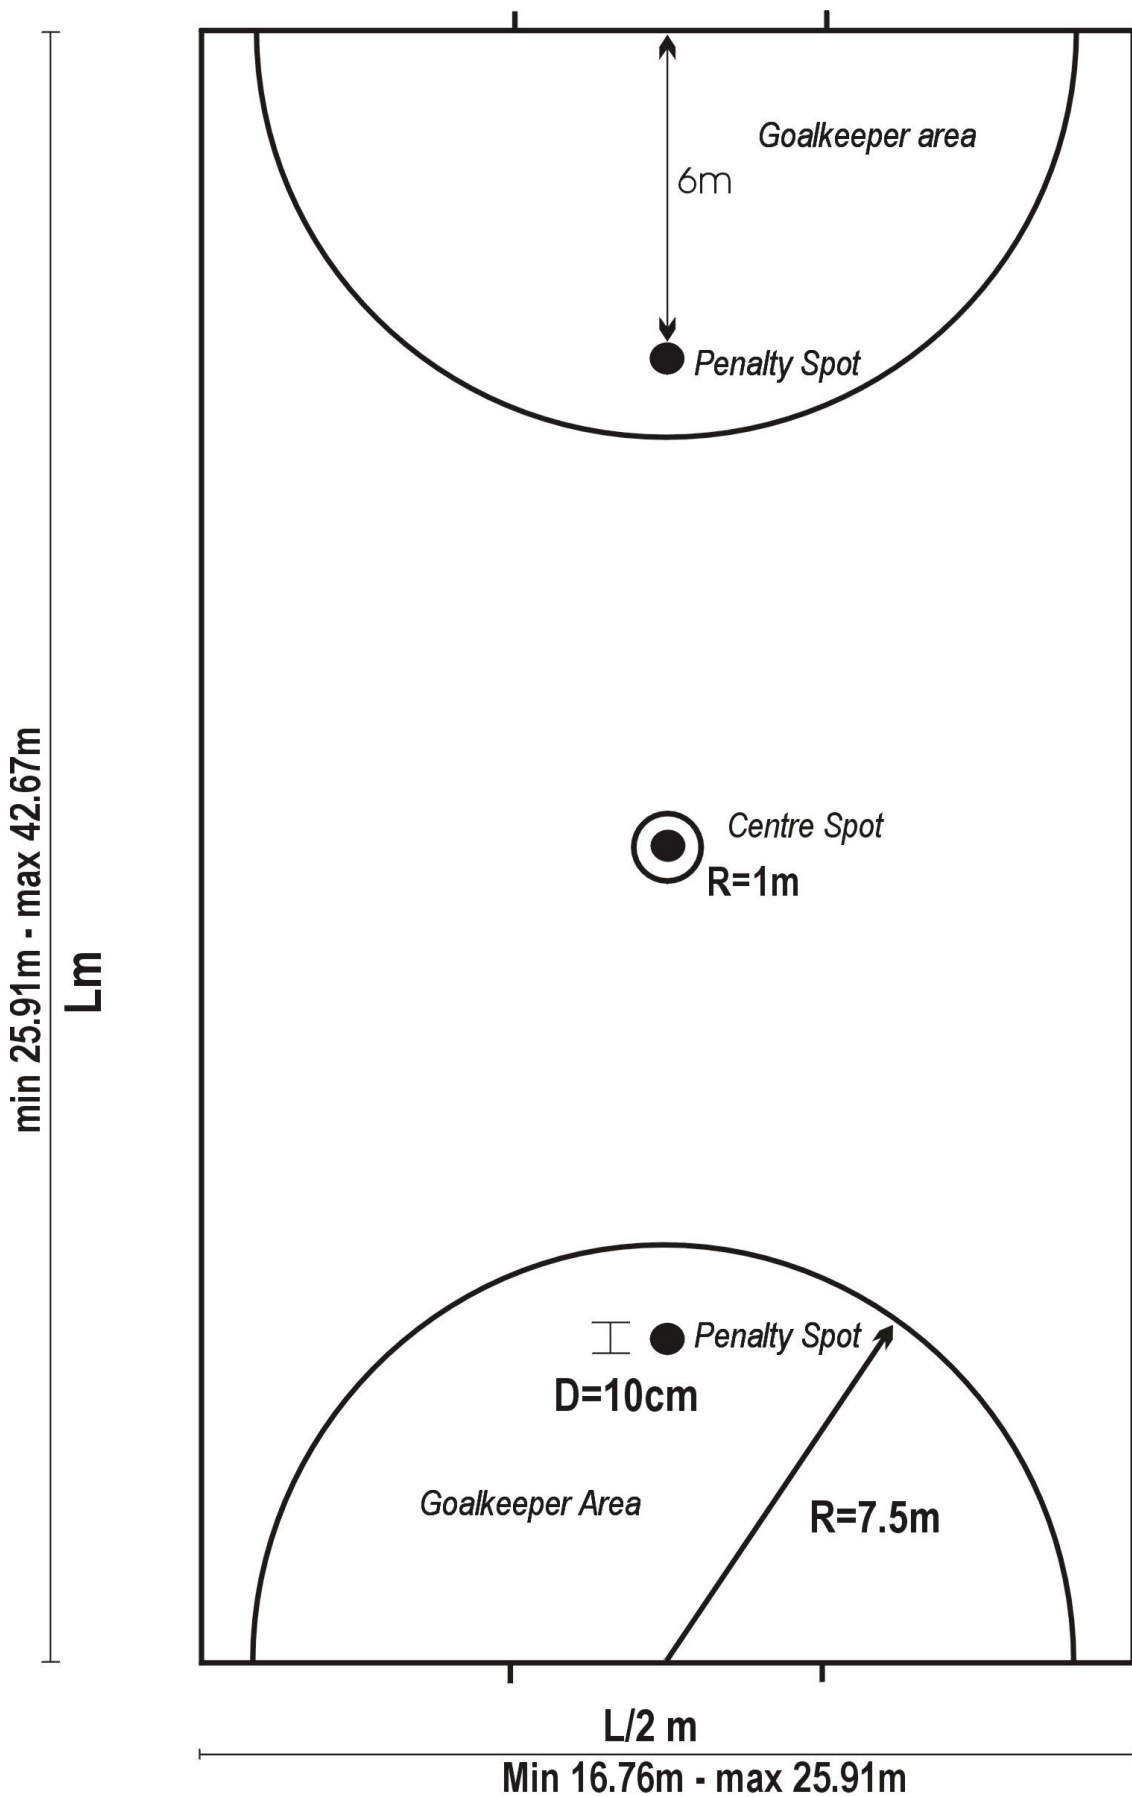 Goalkeeper area
6m
Penalty Spot
Centre Spot
R=1m
min 25.91m - max 42.67m
Lm
Penalty Spot
D=10cm
Goalkeeper Area
R=7.5m
L/2 m
Min 16.76m - max 25.91m